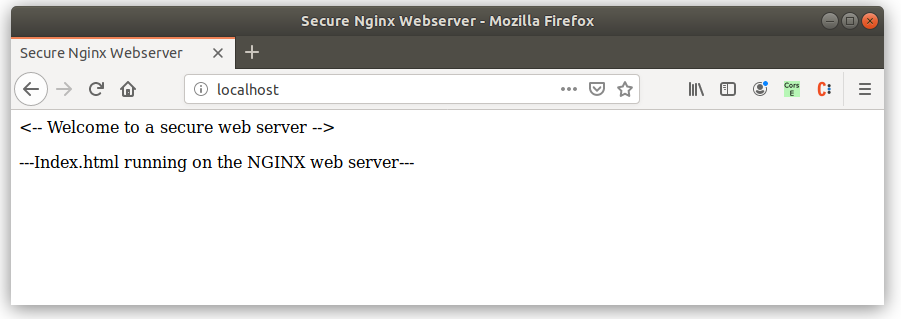 Secure Nginx Webserver - Mozilla Firefox
Secure Nginx Webserver
localhost
Cors
E
<-- Welcome to a secure web server -->
---Index.html running on the NGINX web server---